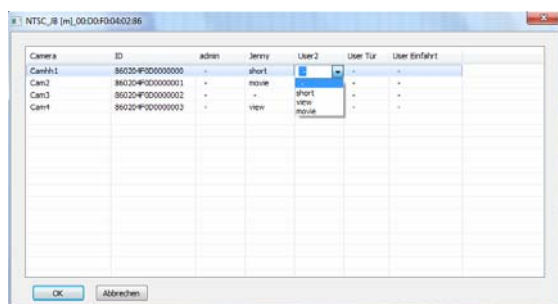 NTSC_JB [m]_00:D0:F0:04:02:86
Camera ID admin Jenny User2 User Tür User Einfahrt
Camhh1 860204F0D0000000 - short - - -
Cam2 860204F0D0000001 - movie - - -
short
Cam3 860204F0D0000002 - - - -
view
Cam4 860204F0D0000003 - view - -
movie
OK Abbrechen